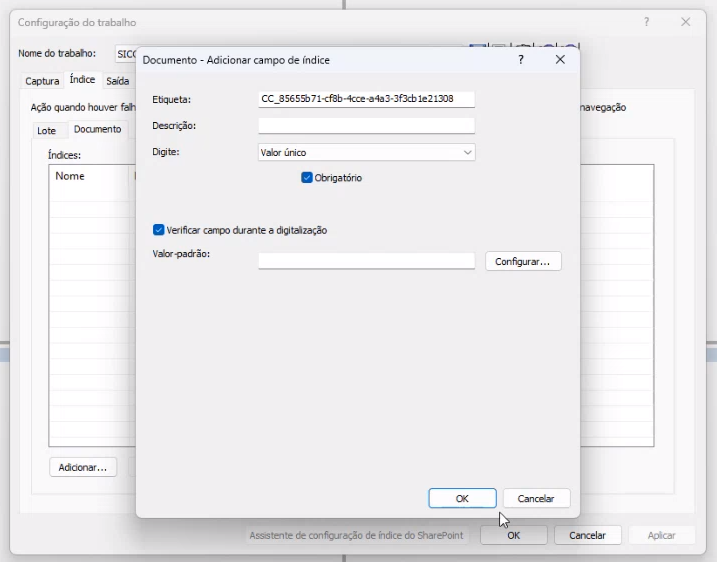 Configuração do trabalho
?
Nome do trabalho:
Captura Índice Saída
Ação quando houver
navegação
Lote Documento
Índices:
Nome
Documento - Adicionar campo de índice
?
Etiqueta: CC_85655b71-cf8b-4cce-a4a3-3f3cb1e21308
Descrição:
Digite: Valor único
Obrigatório
Verificar campo durante a digitalização
Valor-padrão:
Configurar...
Adicionar...
OK Cancelar
Assistente de configuração de índice do SharePoint OK Cancelar Aplicar